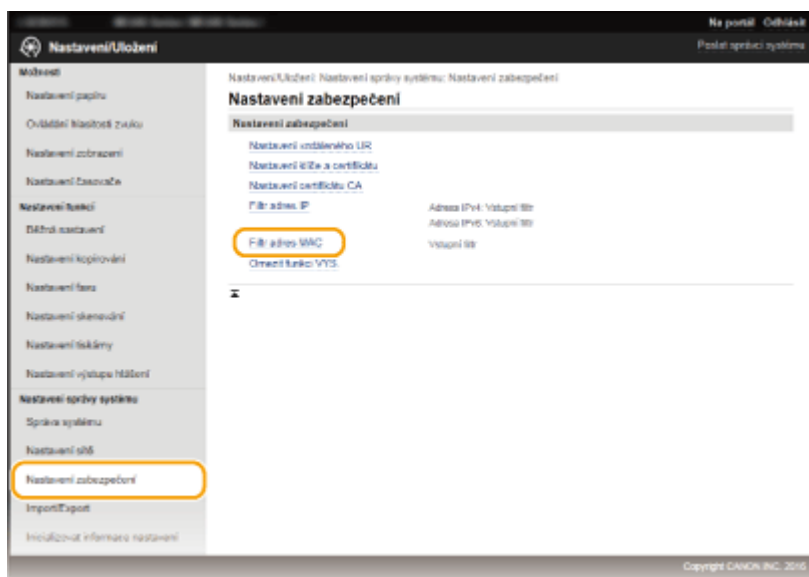 Na portál Odhlásit
Nastavení/Uložení
Poslat správci systému
Možnosti
Nastavení papíru
Ovládání hlasitosti zvuku
Nastavení zobrazení
Nastavení časovače
Nastavení funkcí
Běžná nastavení
Nastavení kopírování
Nastavení faxu
Nastavení skenování
Nastavení tiskárny
Nastavení výstupu hlášení
Nastavení správy systému
Správa systému
Nastavení sítě
Nastavení zabezpečení
Import/Export
Inicializovat informace nastavení
Nastavení/Uložení: Nastavení správy systému: Nastavení zabezpečení
Nastavení zabezpečení
Nastavení zabezpečení
Nastavení vzdáleného UR
Nastavení klíče a certifikátu
Nastavení certifikátu CA
Filtr adres IP
Adresa IPv4: Vstupní filtr
Adresa IPv6: Vstupní filtr
Filtr adres MAC
Vstupní filtr
Omezit funkci VYS.
Copyright CANON INC. 2016